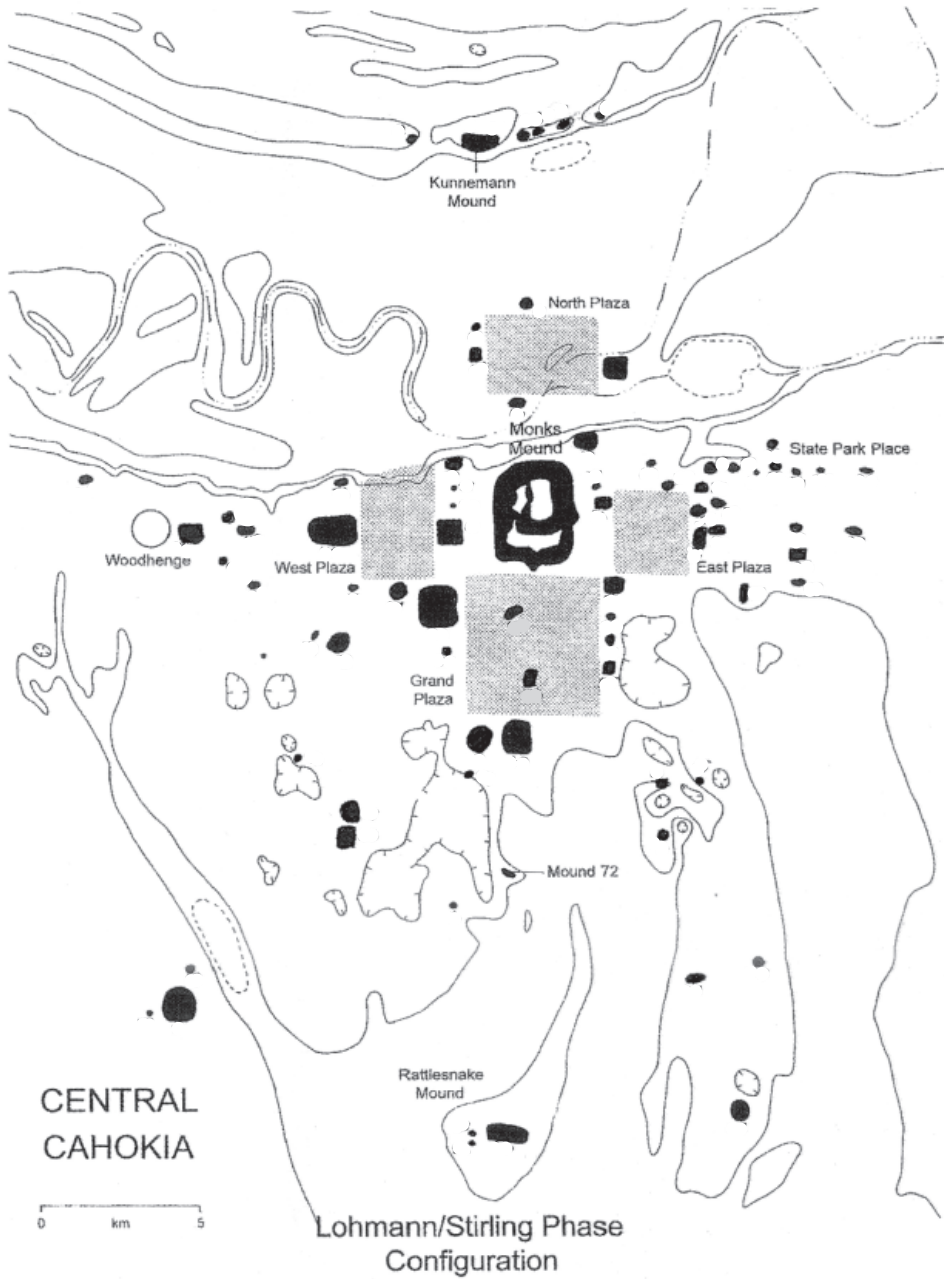 Kunnemann
Mound
North Plaza
Monks
Mound
State Park Place
Woodhenge
West Plaza
East Plaza
Grand
Plaza
Mound 72
Rattlesnake
Mound
CENTRAL
CAHOKIA
0 km 5
Lohmann/Stirling Phase
Configuration